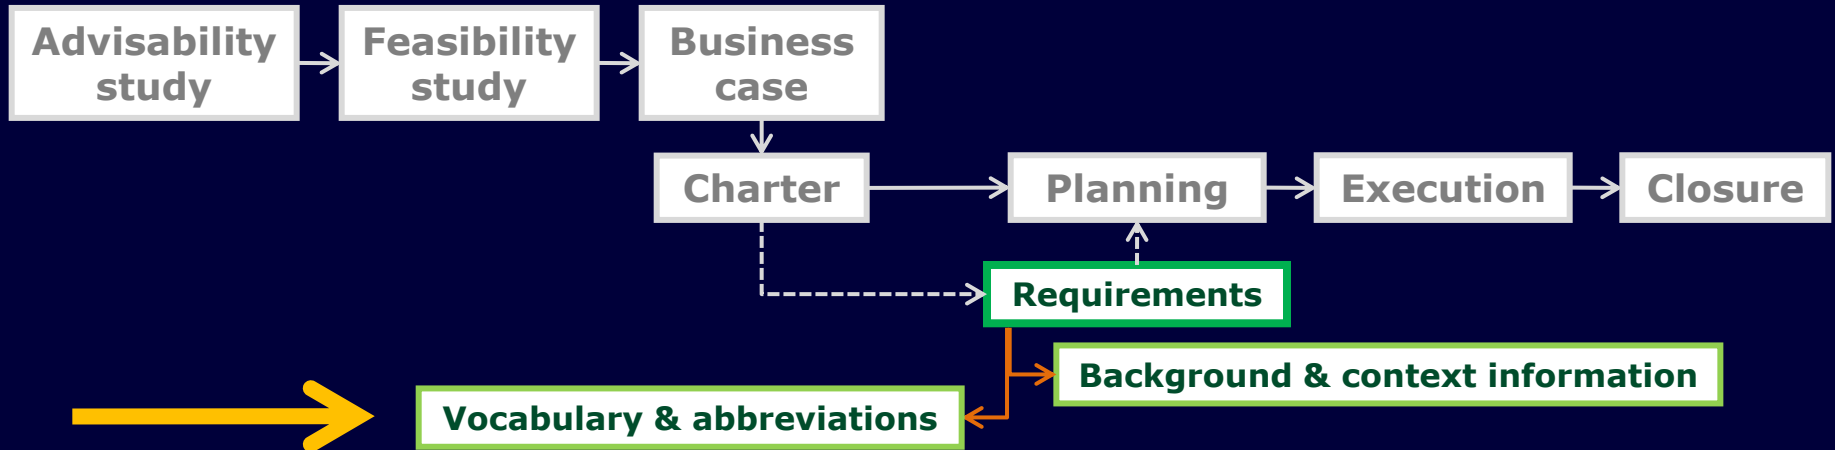 Advisability
study
Feasibility
study
Business
case
Charter
Planning
Execution
Closure
Requirements
Background & context information
Vocabulary & abbreviations